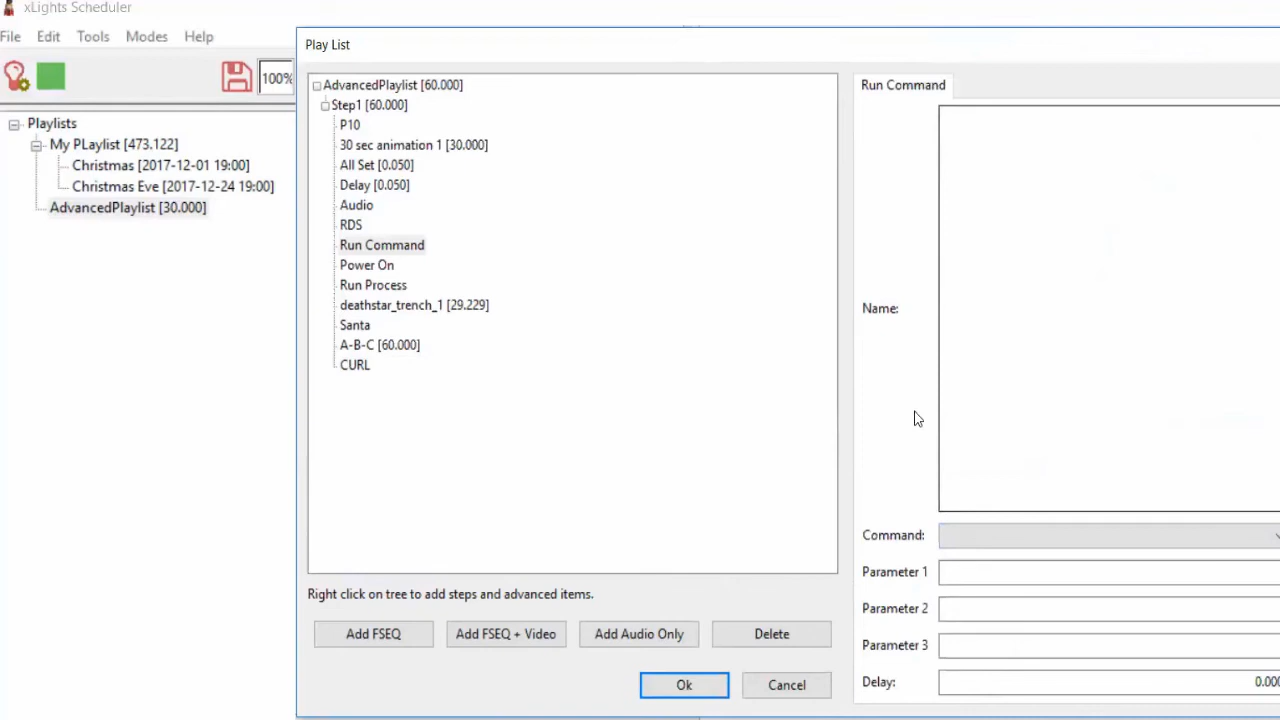 xLights Scheduler
File Edit Tools Modes Help
100%
Playlists
My PLaylist [473.122]
Christmas [2017-12-01 19:00]
Christmas Eve [2017-12-24 19:00]
AdvancedPlaylist [30.000]
Play List
AdvancedPlaylist [60.000]
Step1 [60.000]
P10
30 sec animation 1 [30.000]
All Set [0.050]
Delay [0.050]
Audio
RDS
Run Command
Power On
Run Process
deathstar_trench_1 [29.229]
Santa
A-B-C [60.000]
CURL
Right click on tree to add steps and advanced items.
Add FSEQ Add FSEQ + Video Add Audio Only Delete
Ok Cancel
Run Command
Name:
Command:
Parameter 1
Parameter 2
Parameter 3
Delay: 0.000